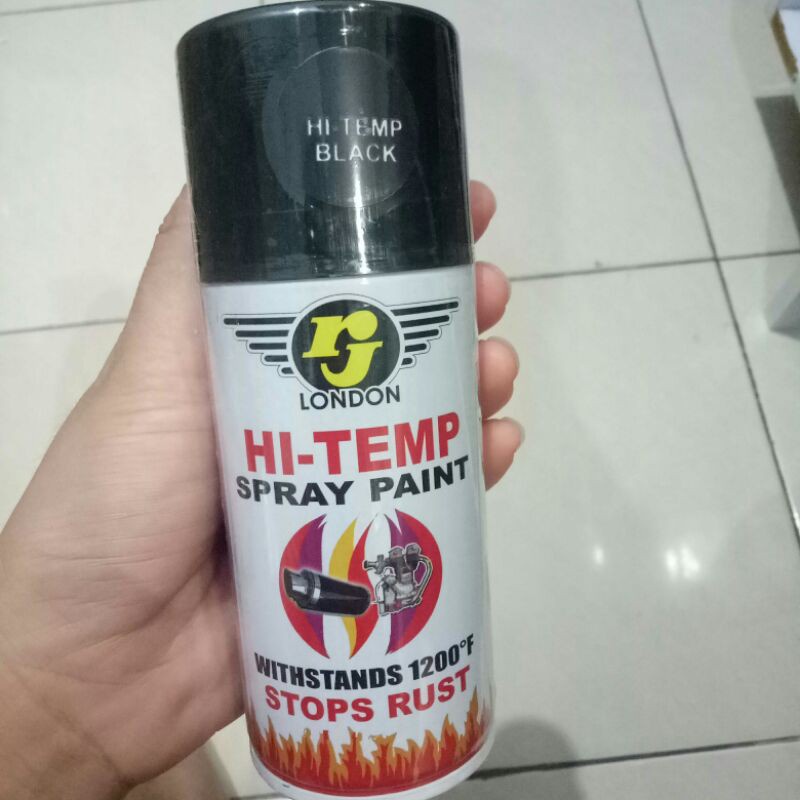 HI-TEMP
BLACK
rj
LONDON
HI-TEMP
SPRAY PAINT
WITHSTANDS 1200°F
STOPS RUST